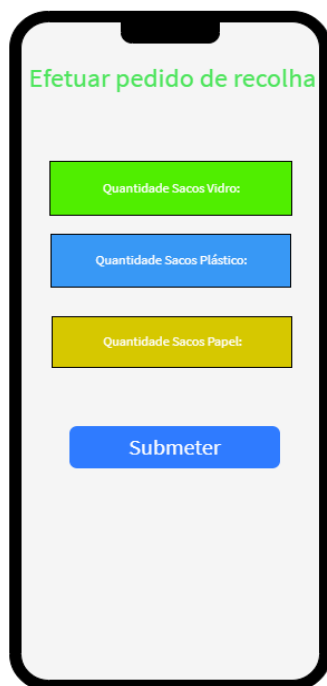 Efetuar pedido de recolha
Quantidade Sacos Vidro:
Quantidade Sacos Plástico:
Quantidade Sacos Papel:
Submeter